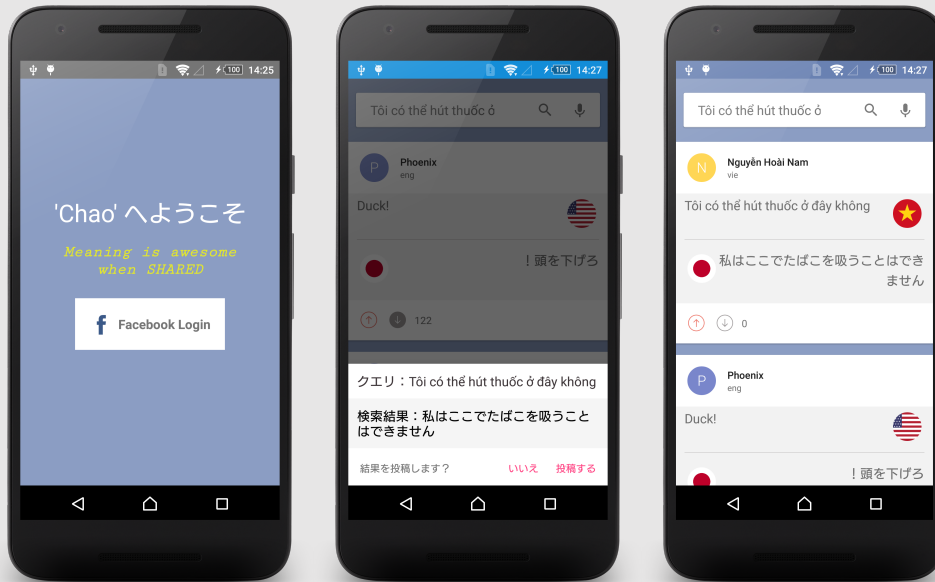 14:25
'Chao' へようこそ
Meaning is awesome
when SHARED
f Facebook Login
100 14:27
Tôi có thể hút thuốc ỏ
P Phoenix
eng
Duck!
！頭を下げろ
122
クエリ：Tôi có thể hút thuốc ở đây không
検索結果：私はここでたばこを吸うこと
はできません
結果を投稿します？ いいえ 投稿する
100 14:27
Tôi có thể hút thuốc ỏ
N Nguyễn Hoài Nam
vie
Tôi có thể hút thuốc ở đây không
私はここでたばこを吸うことはでき
ません
0
P Phoenix
eng
Duck!
！頭を下げろ